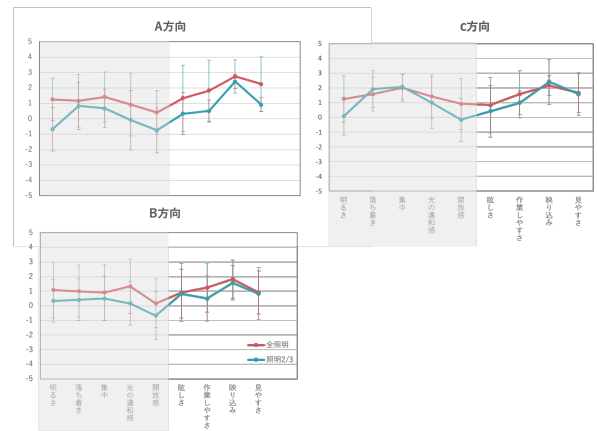 A方向
5
4
3
2
1
0
-1
-2
-3
-4
-5
C方向
5
4
3
2
1
0
-1
-2
-3
-4
-5
明るさ
落ち着き
集中
光の違和感
開放感
眩しさ
作業しやすさ
映り込み
見やすさ
B方向
5
4
3
2
1
0
-1
-2
-3
-4
-5
全照明
照明2/3
明るさ
落ち着き
集中
光の違和感
開放感
眩しさ
作業しやすさ
映り込み
見やすさ